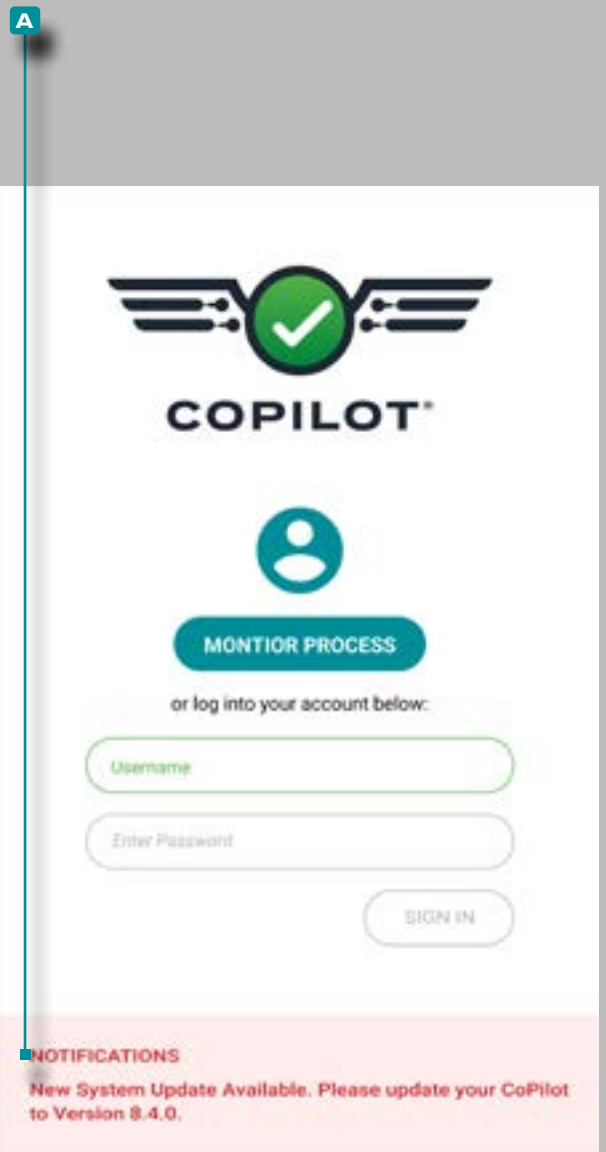 A
COPILOT®
MONTIOR PROCESS
or log into your account below:
Username
Enter Password
SIGN IN
NOTIFICATIONS
New System Update Available. Please update your CoPilot
to Version 8.4.0.